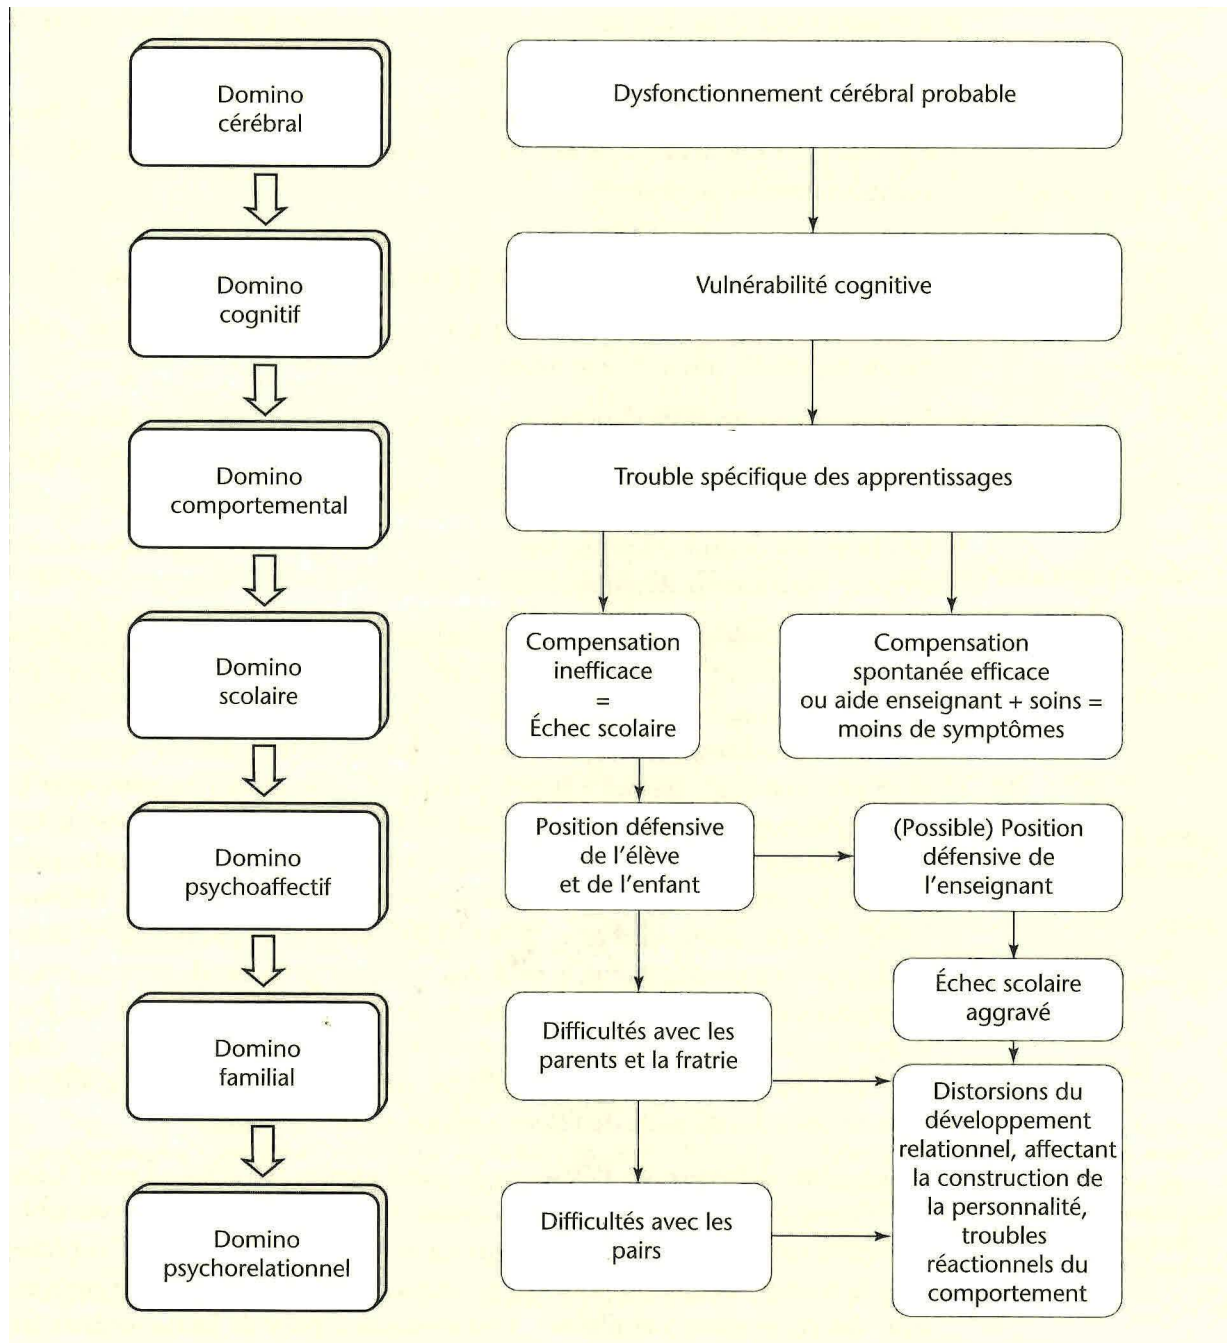 Domino
cérébral
Dysfonctionnement cérébral probable
Domino
cognitif
Vulnérabilité cognitive
Domino
comportemental
Trouble spécifique des apprentissages
Domino
scolaire
Compensation
inefficace
=
Échec scolaire
Compensation
spontanée efficace
ou aide enseignant + soins =
moins de symptômes
Domino
psychoaffectif
Position défensive
de l'élève
et de l'enfant
(Possible) Position
défensive de
l'enseignant
Échec scolaire
aggravé
Domino
familial
Difficultés avec les
parents et la fratrie
Distorsions du
développement
relationnel, affectant
la construction de
la personnalité,
troubles
réactionnels du
comportement
Domino
psychorelationnel
Difficultés avec les
pairs